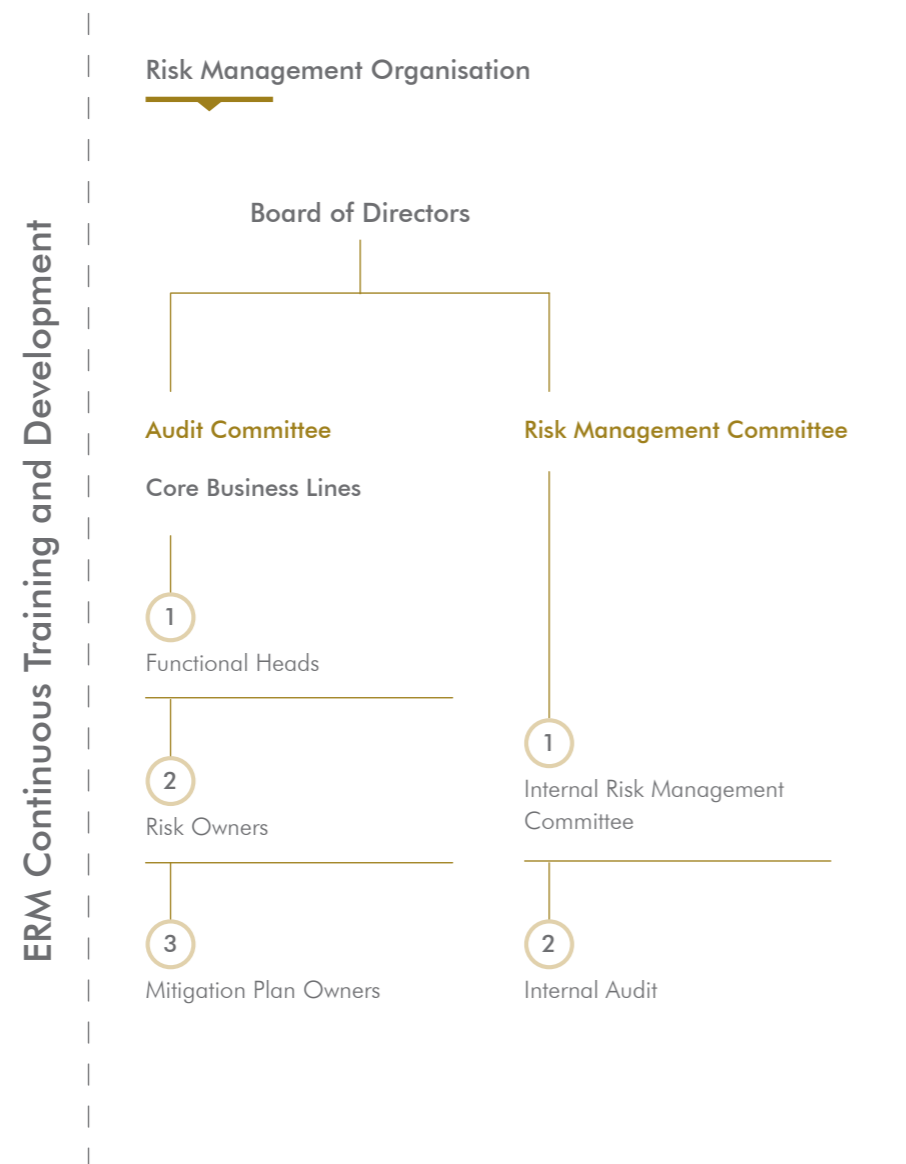 Risk Management Organisation
ERM Continuous Training and Development
Board of Directors
Audit Committee
Core Business Lines
1
Functional Heads
2
Risk Owners
3
Mitigation Plan Owners
Risk Management Committee
1
Internal Risk Management
Committee
2
Internal Audit